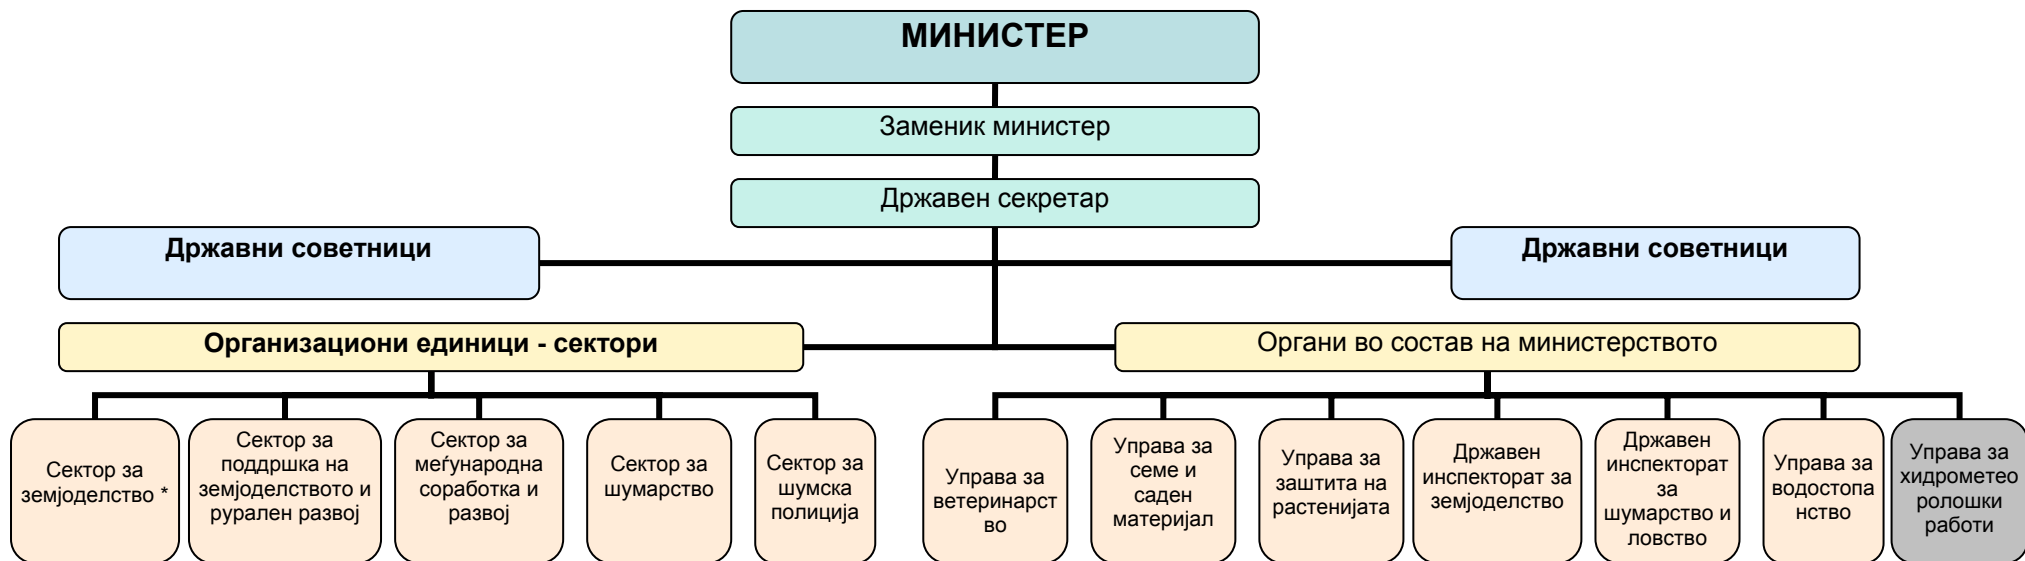 МИНИСТЕР
Заменик министер
Државен секретар
Државни советници
Државни советници
Организациони единици - сектори
Органи во состав на министерството
Сектор за
земјоделство *
Сектор за
поддршка на
земјоделството и
рурален развој
Сектор за
меѓународна
соработка и
развој
Сектор за
шумарство
Сектор за
шумска
полиција
Управа за
ветеринарст
во
Управа за
семе и
саден
материјал
Управа за
заштита на
растенијата
Државен
инспекторат за
земјоделство
Државен
инспекторат
за
шумарство и
ловство
Управа за
водостопа
нство
Управа за
хидрометео
ролошки
работи